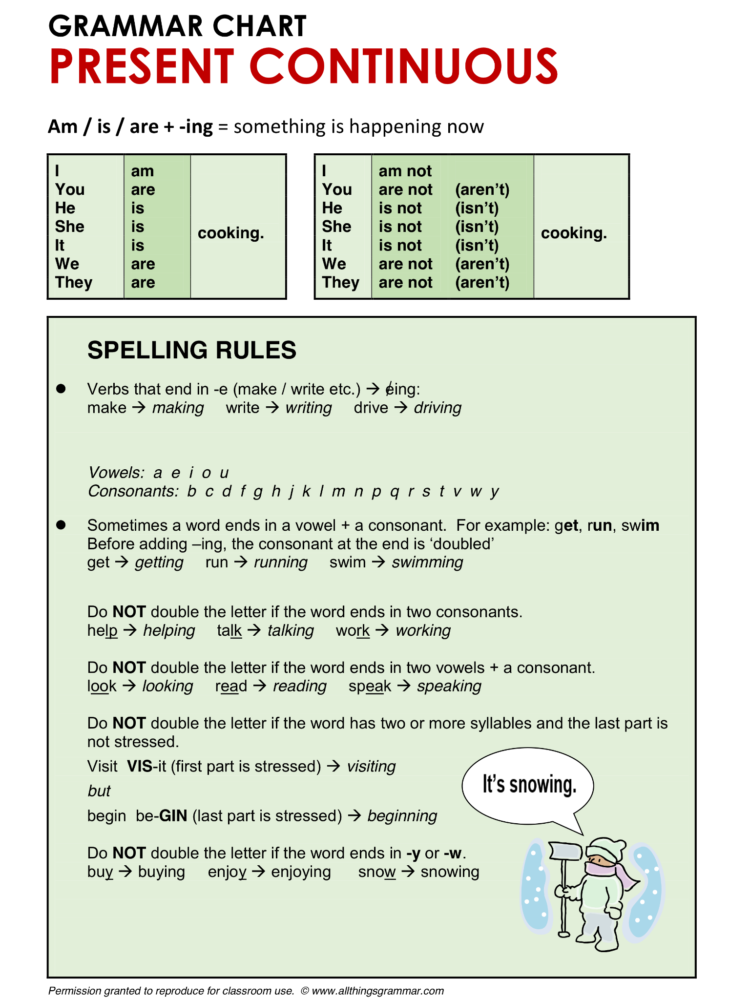 GRAMMAR CHART
PRESENT CONTINUOUS
Am / is / are + -ing = something is happening now
I am
You are
He is
She is
cooking.
It is
We are
They are
I am not
You are not (aren't)
He is not (isn't)
She is not (isn't)
cooking.
It is not (isn't)
We are not (aren't)
They are not (aren't)
SPELLING RULES
● Verbs that end in -e (make / write etc.) → e̸ing:
make → making write → writing drive → driving
Vowels: a e i o u
Consonants: b c d f g h j k l m n p q r s t v w y
● Sometimes a word ends in a vowel + a consonant. For example: get, run, swim
Before adding –ing, the consonant at the end is ‘doubled’
get → getting run → running swim → swimming
Do NOT double the letter if the word ends in two consonants.
help → helping talk → talking work → working
Do NOT double the letter if the word ends in two vowels + a consonant.
look → looking read → reading speak → speaking
Do NOT double the letter if the word has two or more syllables and the last part is
not stressed.
Visit VIS-it (first part is stressed) → visiting
but
begin be-GIN (last part is stressed) → beginning
It’s snowing.
Do NOT double the letter if the word ends in -y or -w.
buy → buying enjoy → enjoying snow → snowing
Permission granted to reproduce for classroom use. © www.allthingsgrammar.com